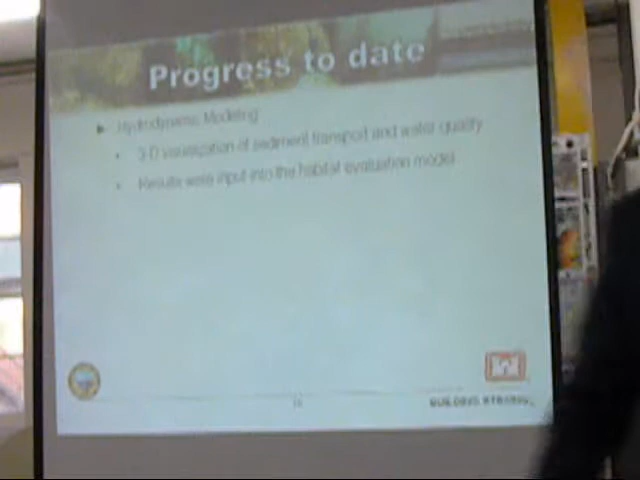 Progress to date
Hydrodynamic Modeling
3-D of sediment transport and water quality
Results were input into the habitat evaluation model
BUILDING STRONG